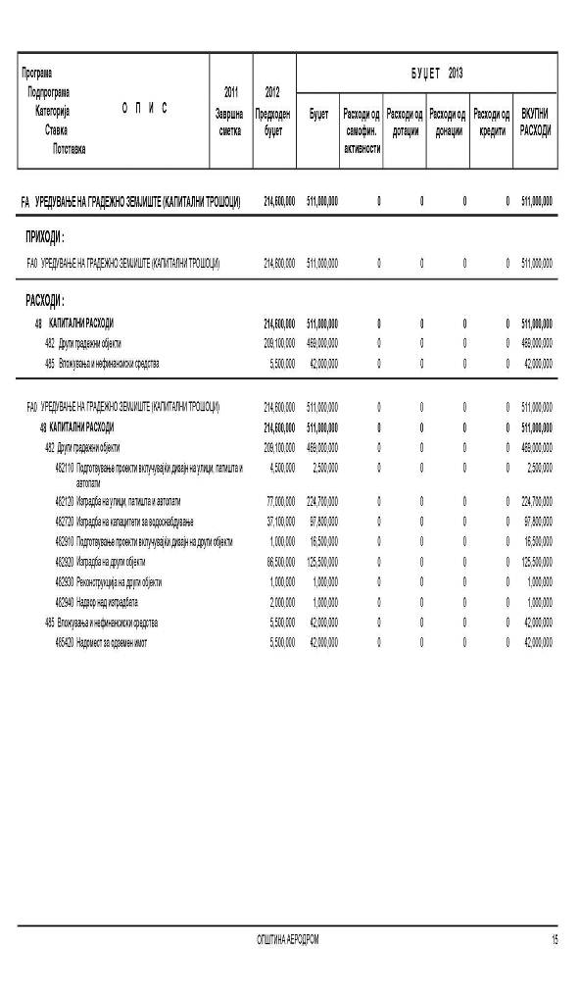 Програма
Подпрограма
Категорија
Ставка
Потставка
О П И С
2011
Завршна
сметка
2012
Предходен
буџет
БУЏЕТ 2013
Буџет
Расходи од
самофин.
активности
Расходи од
дотации
Расходи од
донации
Расходи од
кредити
ВКУПНИ
РАСХОДИ
FA УРЕДУВАЊЕ НА ГРАДЕЖНО ЗЕМЈИШТЕ (КАПИТАЛНИ ТРОШОЦИ) 214,600,000 511,000,000 0 0 0 0 511,000,000
ПРИХОДИ :
FA0 УРЕДУВАЊЕ НА ГРАДЕЖНО ЗЕМЈИШТЕ (КАПИТАЛНИ ТРОШОЦИ) 214,600,000 511,000,000 0 0 0 0 511,000,000
РАСХОДИ :
48 КАПИТАЛНИ РАСХОДИ 214,600,000 511,000,000 0 0 0 0 511,000,000
482 Други градежни објекти 209,100,000 469,000,000 0 0 0 0 469,000,000
485 Вложувања и нефинансиски средства 5,500,000 42,000,000 0 0 0 0 42,000,000
FA0 УРЕДУВАЊЕ НА ГРАДЕЖНО ЗЕМЈИШТЕ (КАПИТАЛНИ ТРОШОЦИ) 214,600,000 511,000,000 0 0 0 0 511,000,000
48 КАПИТАЛНИ РАСХОДИ 214,600,000 511,000,000 0 0 0 0 511,000,000
482 Други градежни објекти 209,100,000 469,000,000 0 0 0 0 469,000,000
482110 Подготвување проекти вклучувајќи дизајн на улици, патишта и 4,500,000 2,500,000 0 0 0 0 2,500,000
автопати
482120 Изградба на улици, патишта и автопати 77,000,000 224,700,000 0 0 0 0 224,700,000
482720 Изградба на капацитети за водоснабдување 37,100,000 97,800,000 0 0 0 0 97,800,000
482910 Подготвување проекти вклучувајќи дизајн на други објекти 1,000,000 16,500,000 0 0 0 0 16,500,000
482920 Изградба на други објекти 86,500,000 125,500,000 0 0 0 0 125,500,000
482930 Реконструкција на други објекти 1,000,000 1,000,000 0 0 0 0 1,000,000
482940 Надзор над изградбата 2,000,000 1,000,000 0 0 0 0 1,000,000
485 Вложувања и нефинансиски средства 5,500,000 42,000,000 0 0 0 0 42,000,000
485420 Надомест за одземен имот 5,500,000 42,000,000 0 0 0 0 42,000,000
ОПШТИНА АЕРОДРОМ 15